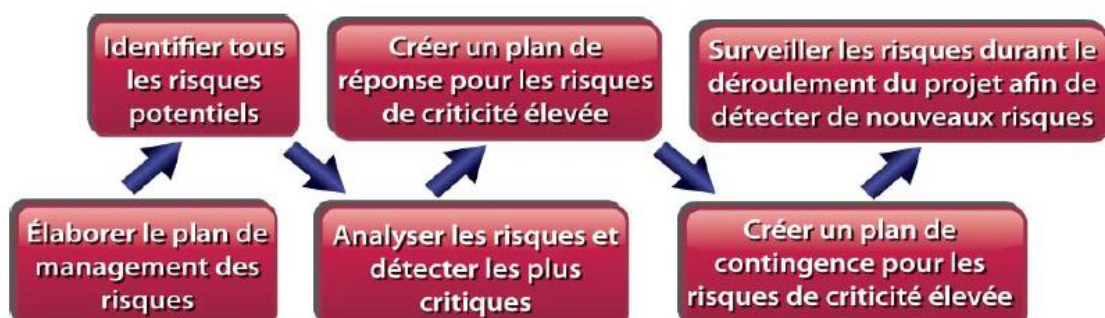 Identifier tous
les risques
potentiels
Créer un plan de
réponse pour les risques
de criticité élevée
Surveiller les risques durant le
déroulement du projet afin de
détecter de nouveaux risques
Élaborer le plan de
management des
risques
Analyser les risques et
détecter les plus
critiques
Créer un plan de
contingence pour les
risques de criticité élevée